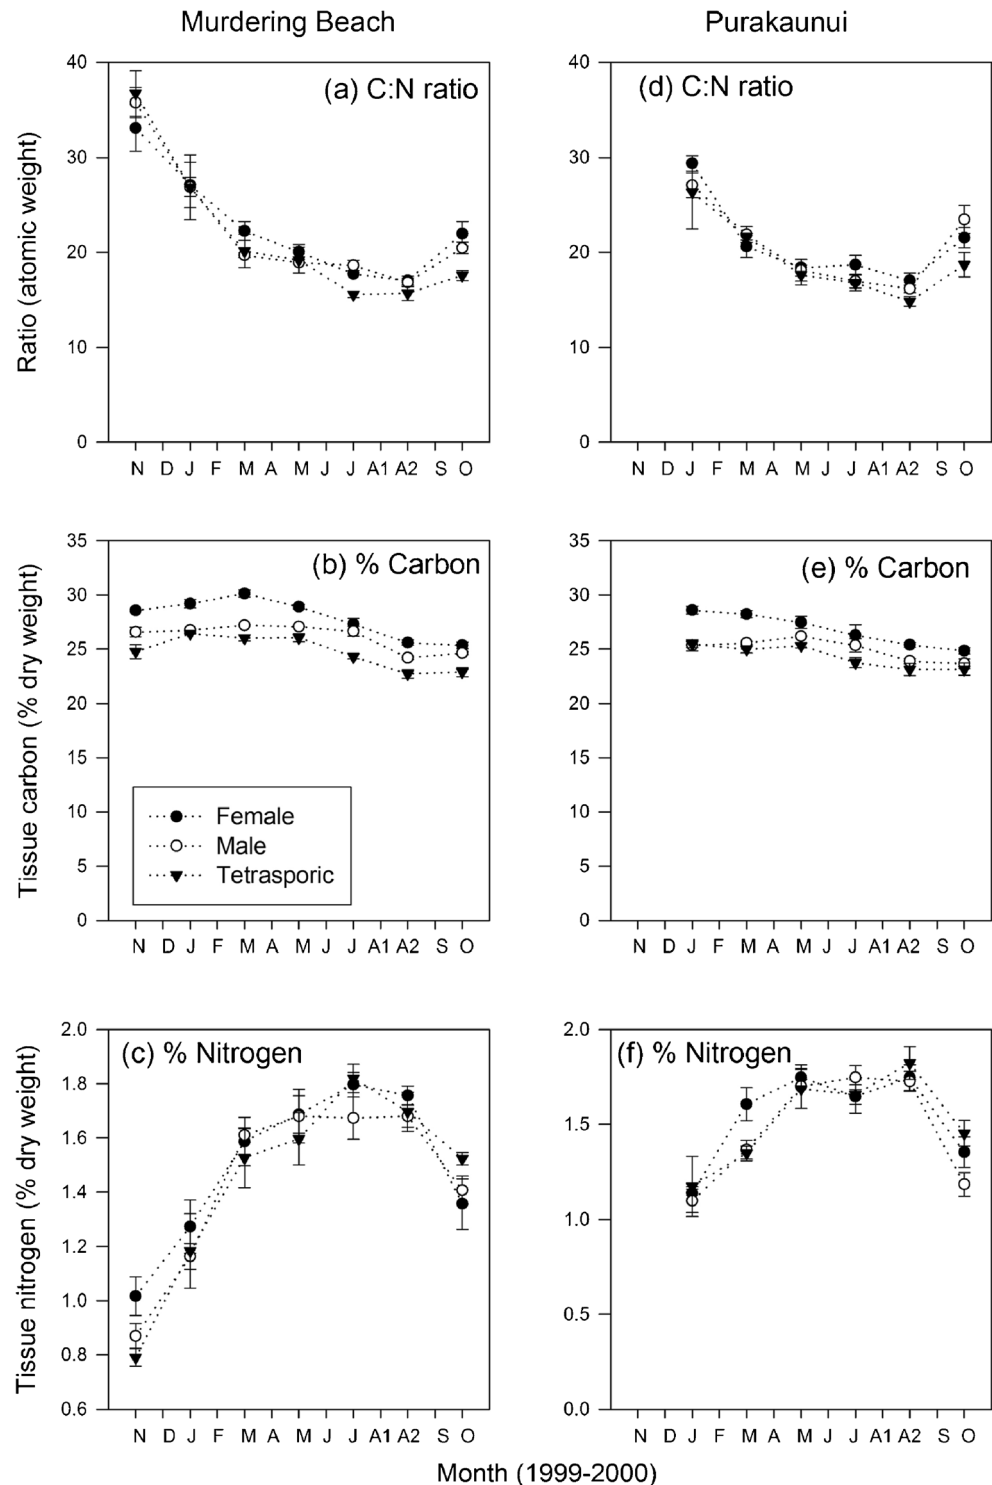 Murdering Beach
Purakaunui
(a) C:N ratio
Ratio (atomic weight)
40
30
20
10
0
N D J F M A M J J A1 A2 S O
(d) C:N ratio
40
30
20
10
0
N D J F M A M J J A1 A2 S O
(b) % Carbon
Tissue carbon (% dry weight)
35
30
25
20
15
10
5
0
Female
Male
Tetrasporic
N D J F M A M J J A1 A2 S O
(e) % Carbon
35
30
25
20
15
10
5
0
N D J F M A M J J A1 A2 S O
(c) % Nitrogen
Tissue nitrogen (% dry weight)
2.0
1.8
1.6
1.4
1.2
1.0
0.8
0.6
N D J F M A M J J A1 A2 S O
(f) % Nitrogen
2.0
1.5
1.0
0.5
0.0
N D J F M A M J J A1 A2 S O
Month (1999-2000)